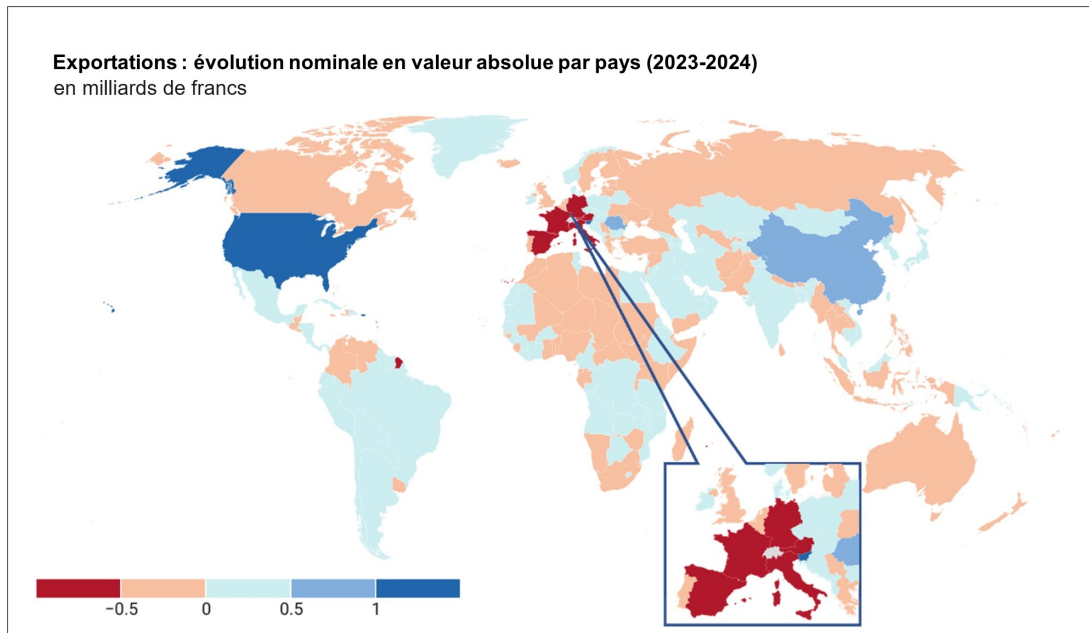 Exportations : évolution nominale en valeur absolue par pays (2023-2024)
en milliards de francs
−0.5 0 0.5 1